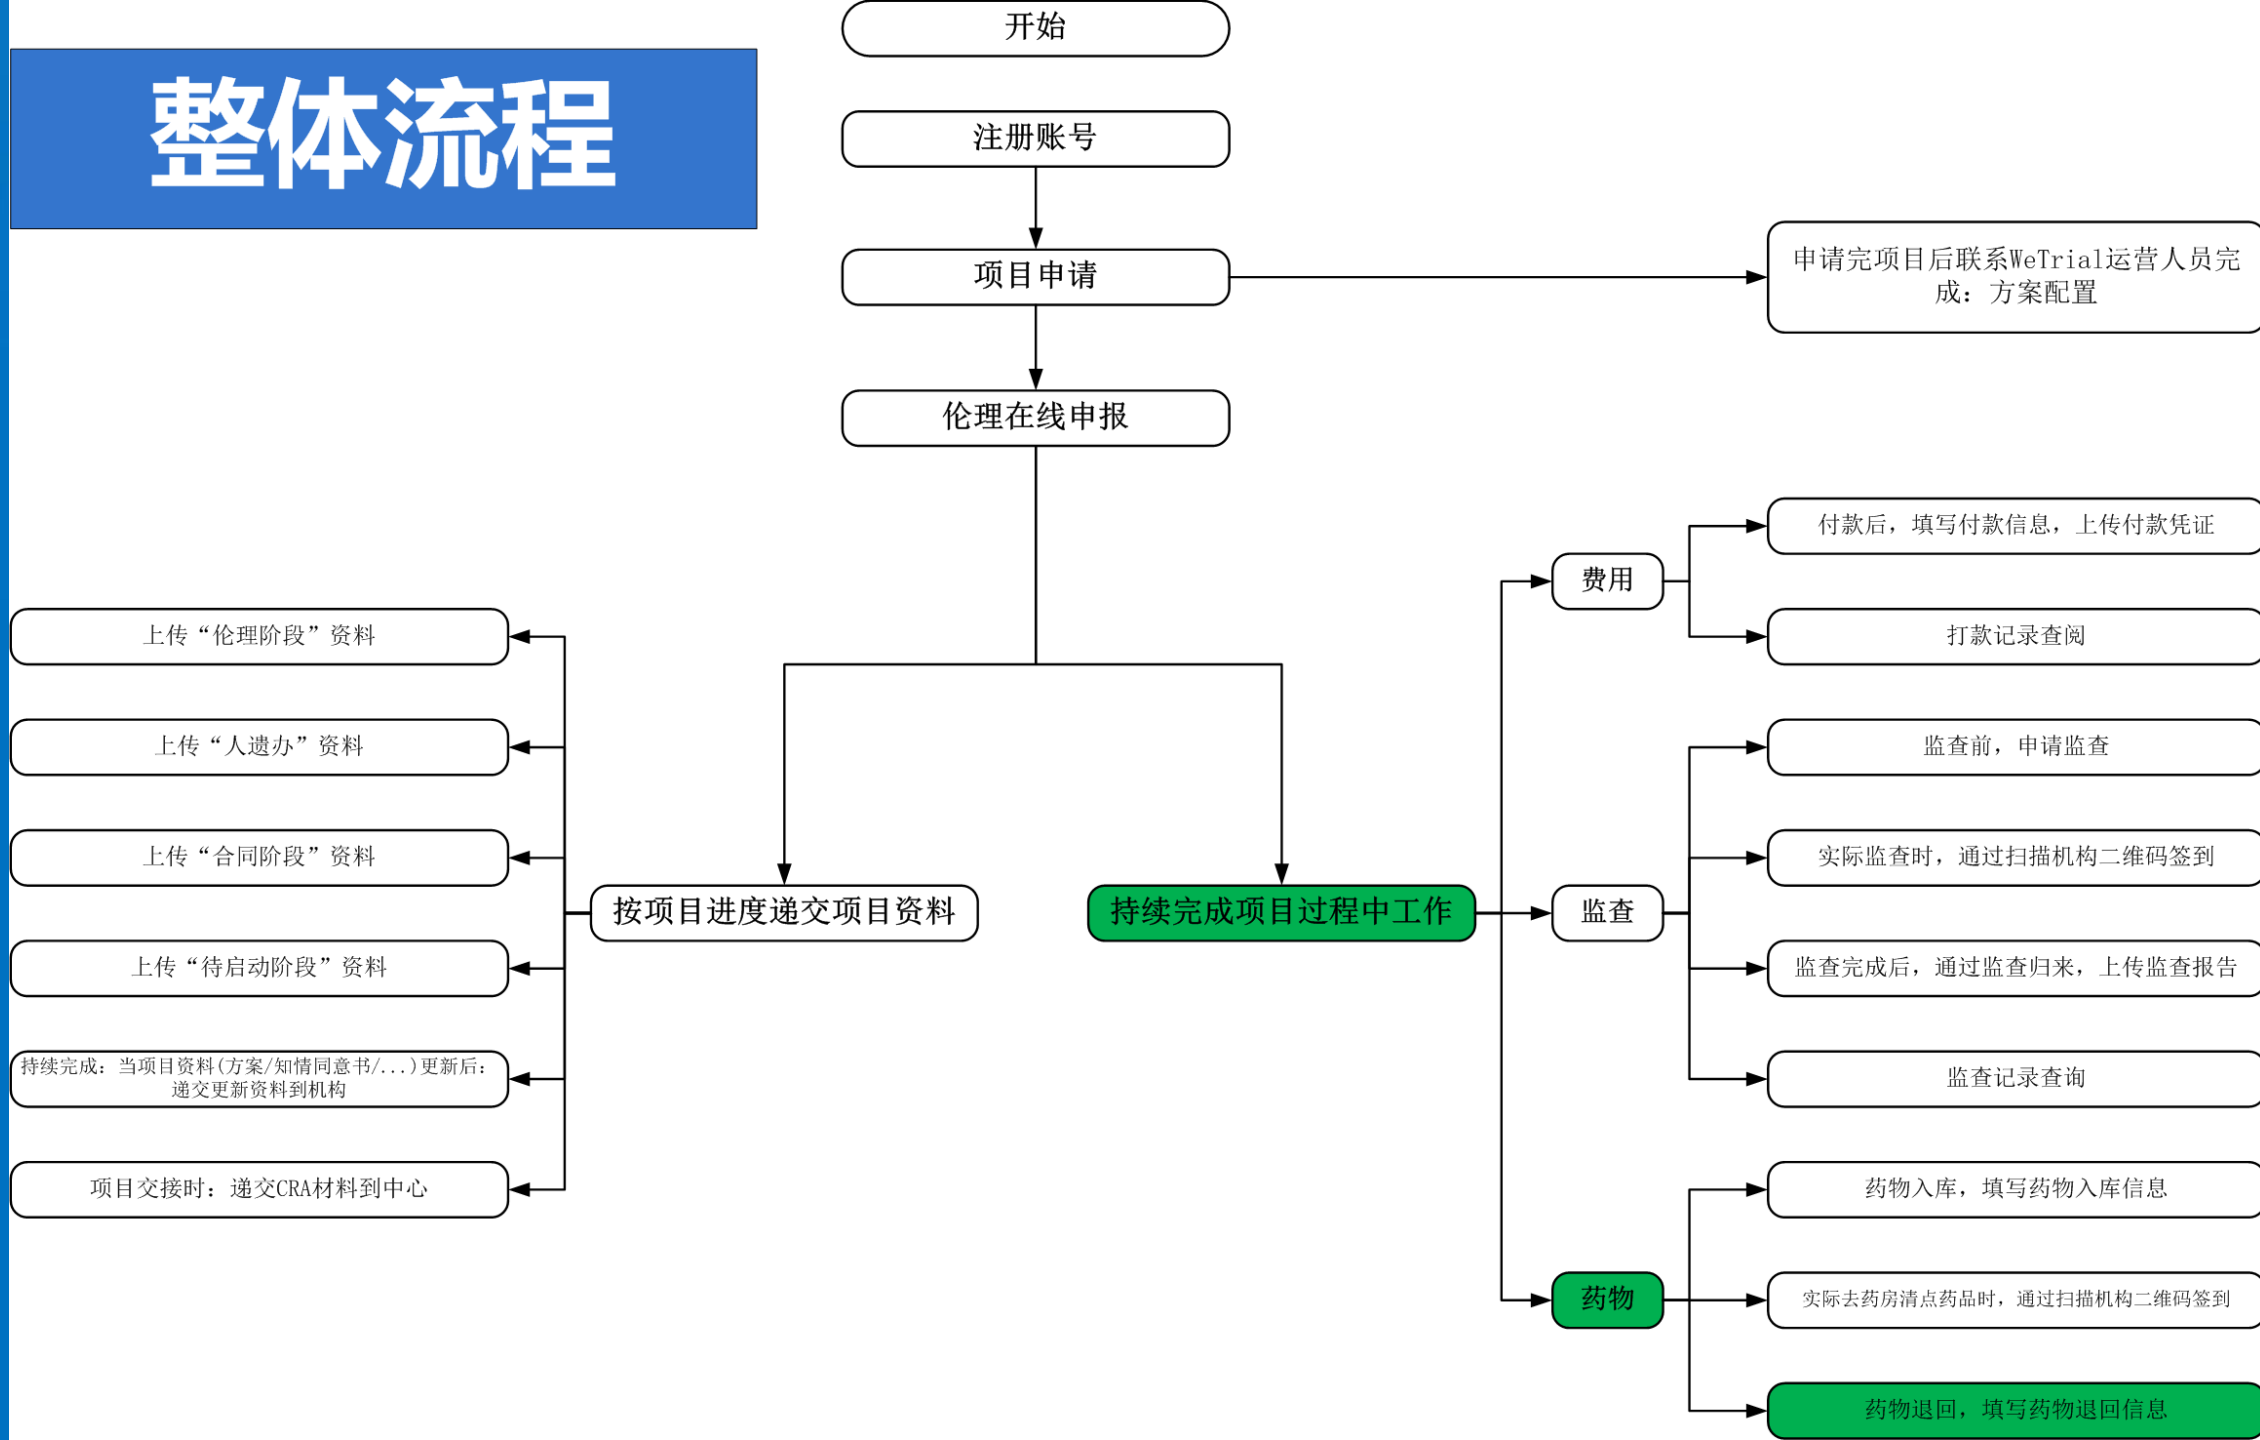 整体流程
开始
注册账号
项目申请
申请完项目后联系WeTrial运营人员完
成：方案配置
伦理在线申报
按项目进度递交项目资料
上传“伦理阶段”资料
上传“人遗办”资料
上传“合同阶段”资料
上传“待启动阶段”资料
持续完成：当项目资料(方案/知情同意书/...)更新后：
递交更新资料到机构
项目交接时：递交CRA材料到中心
持续完成项目过程中工作
费用
付款后，填写付款信息，上传付款凭证
打款记录查阅
监查
监查前，申请监查
实际监查时，通过扫描机构二维码签到
监查完成后，通过监查归来，上传监查报告
监查记录查询
药物
药物入库，填写药物入库信息
实际去药房清点药品时，通过扫描机构二维码签到
药物退回，填写药物退回信息